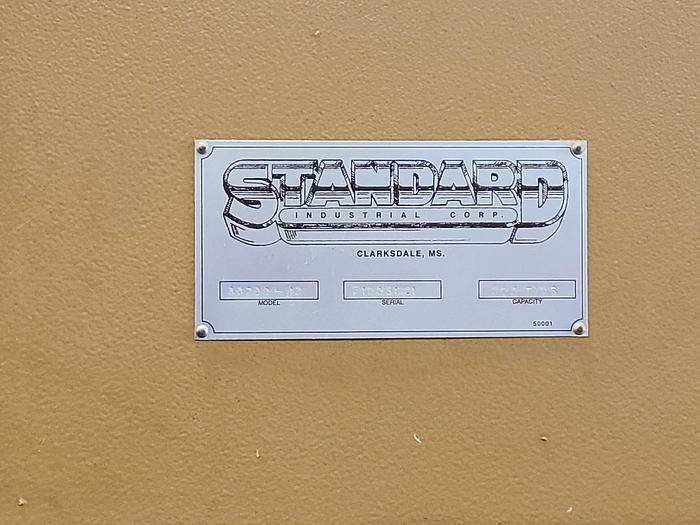 STANDARD
INDUSTRIAL CORP.
CLARKSDALE, MS.
MODEL SERIAL CAPACITY
50001